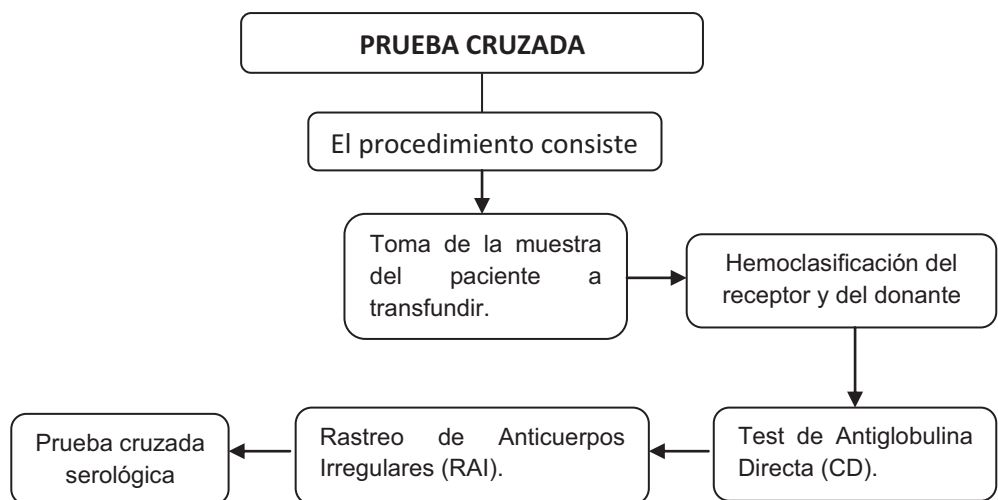 PRUEBA CRUZADA
El procedimiento consiste
Toma de la muestra
del paciente a
transfundir.
Hemoclasificación del
receptor y del donante
Test de Antiglobulina
Directa (CD).
Rastreo de Anticuerpos
Irregulares (RAI).
Prueba cruzada
serológica